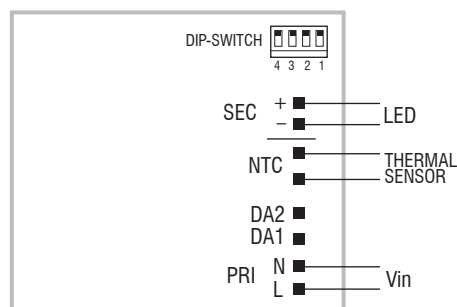 DIP-SWITCH
4 3 2 1
SEC + LED
−
NTC THERMAL
SENSOR
DA2
DA1
PRI N Vin
L